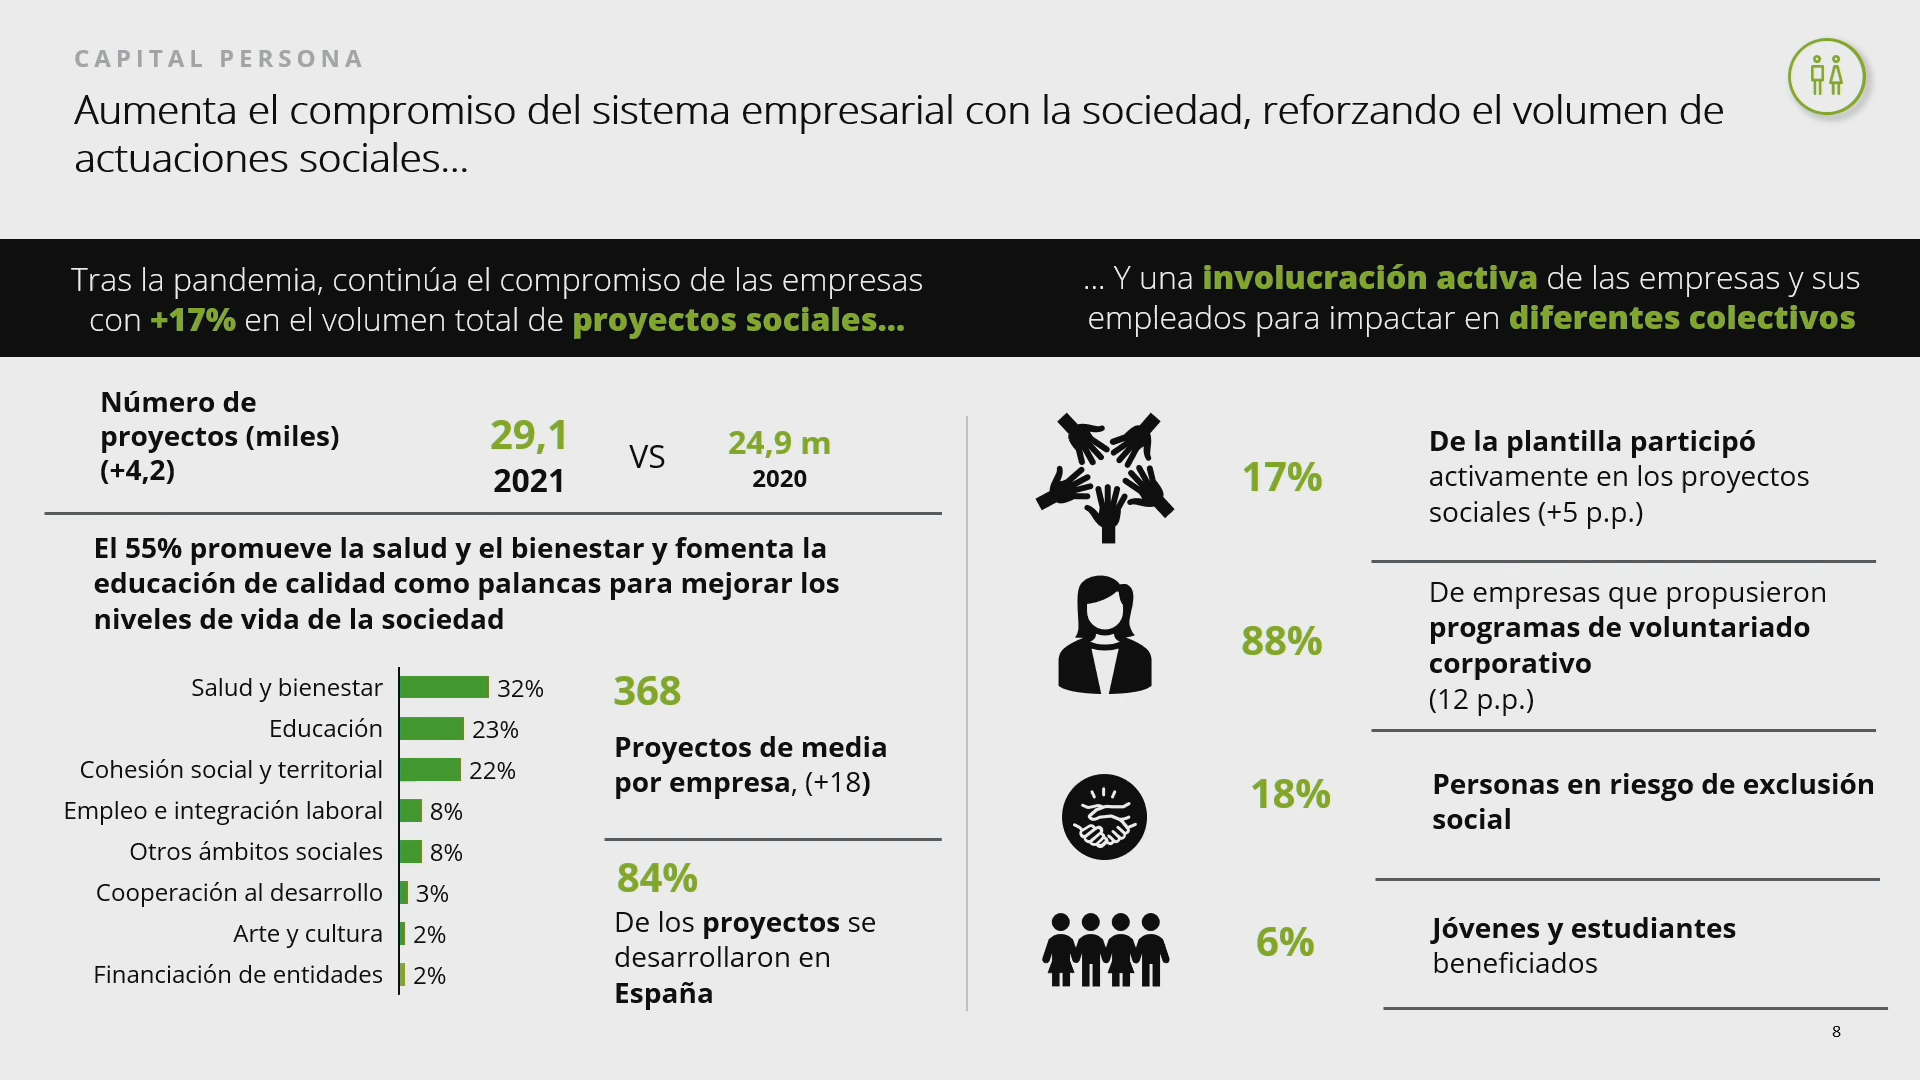 CAPITAL PERSONA
Aumenta el compromiso del sistema empresarial con la sociedad, reforzando el volumen de
actuaciones sociales...
Tras la pandemia, continúa el compromiso de las empresas
con +17% en el volumen total de proyectos sociales...
... Y una involucración activa de las empresas y sus
empleados para impactar en diferentes colectivos
Número de
proyectos (miles)
(+4,2)
29,1
2021
VS
24,9 m
2020
El 55% promueve la salud y el bienestar y fomenta la
educación de calidad como palancas para mejorar los
niveles de vida de la sociedad
Salud y bienestar 32%
Educación 23%
Cohesión social y territorial 22%
Empleo e integración laboral 8%
Otros ámbitos sociales 8%
Cooperación al desarrollo 3%
Arte y cultura 2%
Financiación de entidades 2%
368
Proyectos de media
por empresa, (+18)
84%
De los proyectos se
desarrollaron en
España
17%
De la plantilla participó
activamente en los proyectos
sociales (+5 p.p.)
88%
De empresas que propusieron
programas de voluntariado
corporativo
(12 p.p.)
18%
Personas en riesgo de exclusión
social
6%
Jóvenes y estudiantes
beneficiados
8